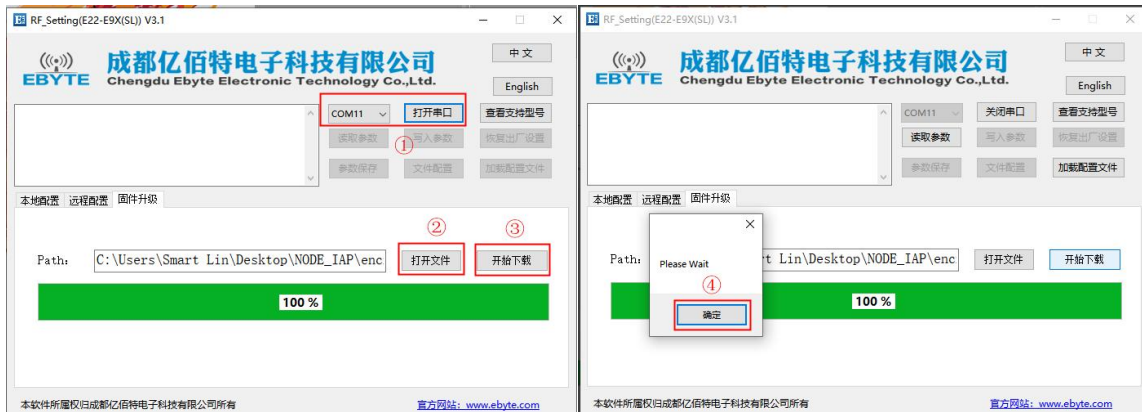 RF_Setting(E22-E9X(SL)) V3.1
EBYTE
成都亿佰特电子科技有限公司
Chengdu Ebyte Electronic Technology Co.,Ltd.
中文
English
COM11
打开串口
查看支持型号
①
读取参数
写入参数
恢复出厂设置
参数保存
文件配置
加载配置文件
本地配置 远程配置 固件升级
②
③
Path:
C:\Users\Smart Lin\Desktop\NODE_IAP\enc
打开文件
开始下载
100 %
本软件所属权归成都亿佰特电子科技有限公司所有
官方网站: www.ebyte.com
RF_Setting(E22-E9X(SL)) V3.1
EBYTE
成都亿佰特电子科技有限公司
Chengdu Ebyte Electronic Technology Co.,Ltd.
中文
English
COM11
关闭串口
查看支持型号
读取参数
写入参数
恢复出厂设置
参数保存
文件配置
加载配置文件
本地配置 远程配置 固件升级
Path:
Lin\Desktop\NODE_IAP\enc
打开文件
开始下载
Please Wait
④
确定
100 %
本软件所属权归成都亿佰特电子科技有限公司所有
官方网站: www.ebyte.com